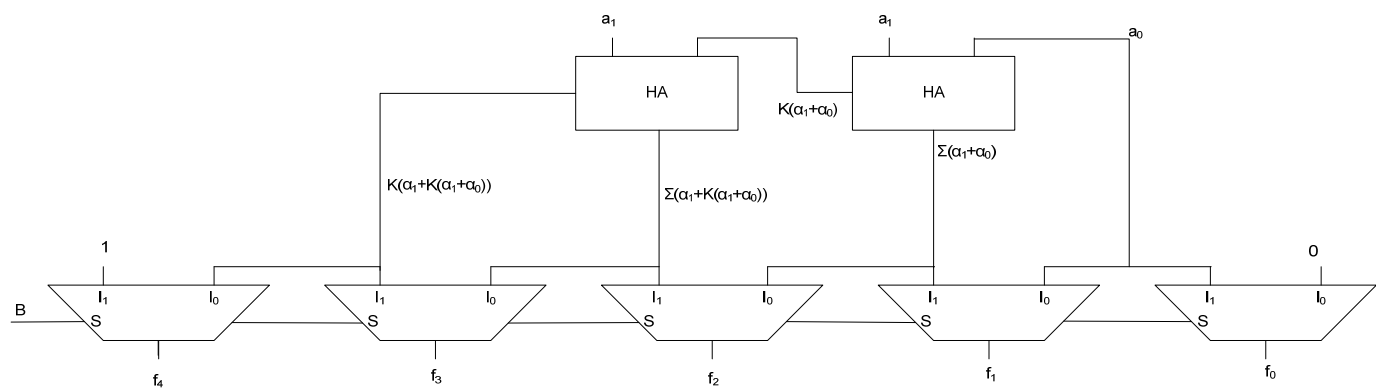 a₁
a₁
a₀
HA
HA
K(α₁+α₀)
Σ(α₁+α₀)
K(α₁+K(α₁+α₀))
Σ(α₁+K(α₁+α₀))
1
0
I₁ I₀
I₁ I₀
I₁ I₀
I₁ I₀
I₁ I₀
B
S
S
S
S
S
f₄
f₃
f₂
f₁
f₀